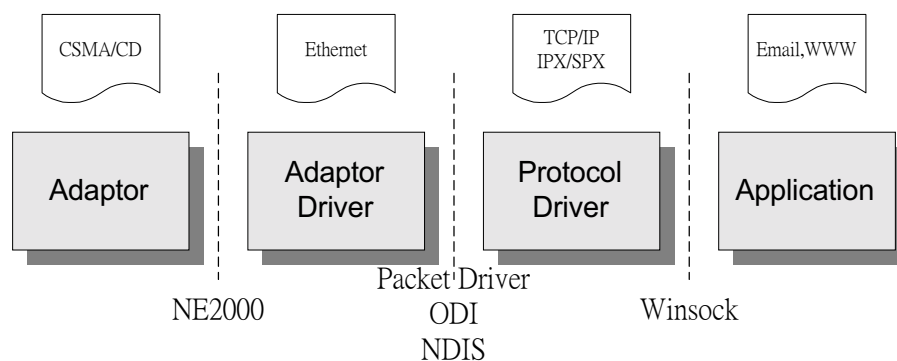 CSMA/CD
Ethernet
TCP/IP
IPX/SPX
Email,WWW
Adaptor
Adaptor
Driver
Protocol
Driver
Application
NE2000
Packet Driver
ODI
NDIS
Winsock